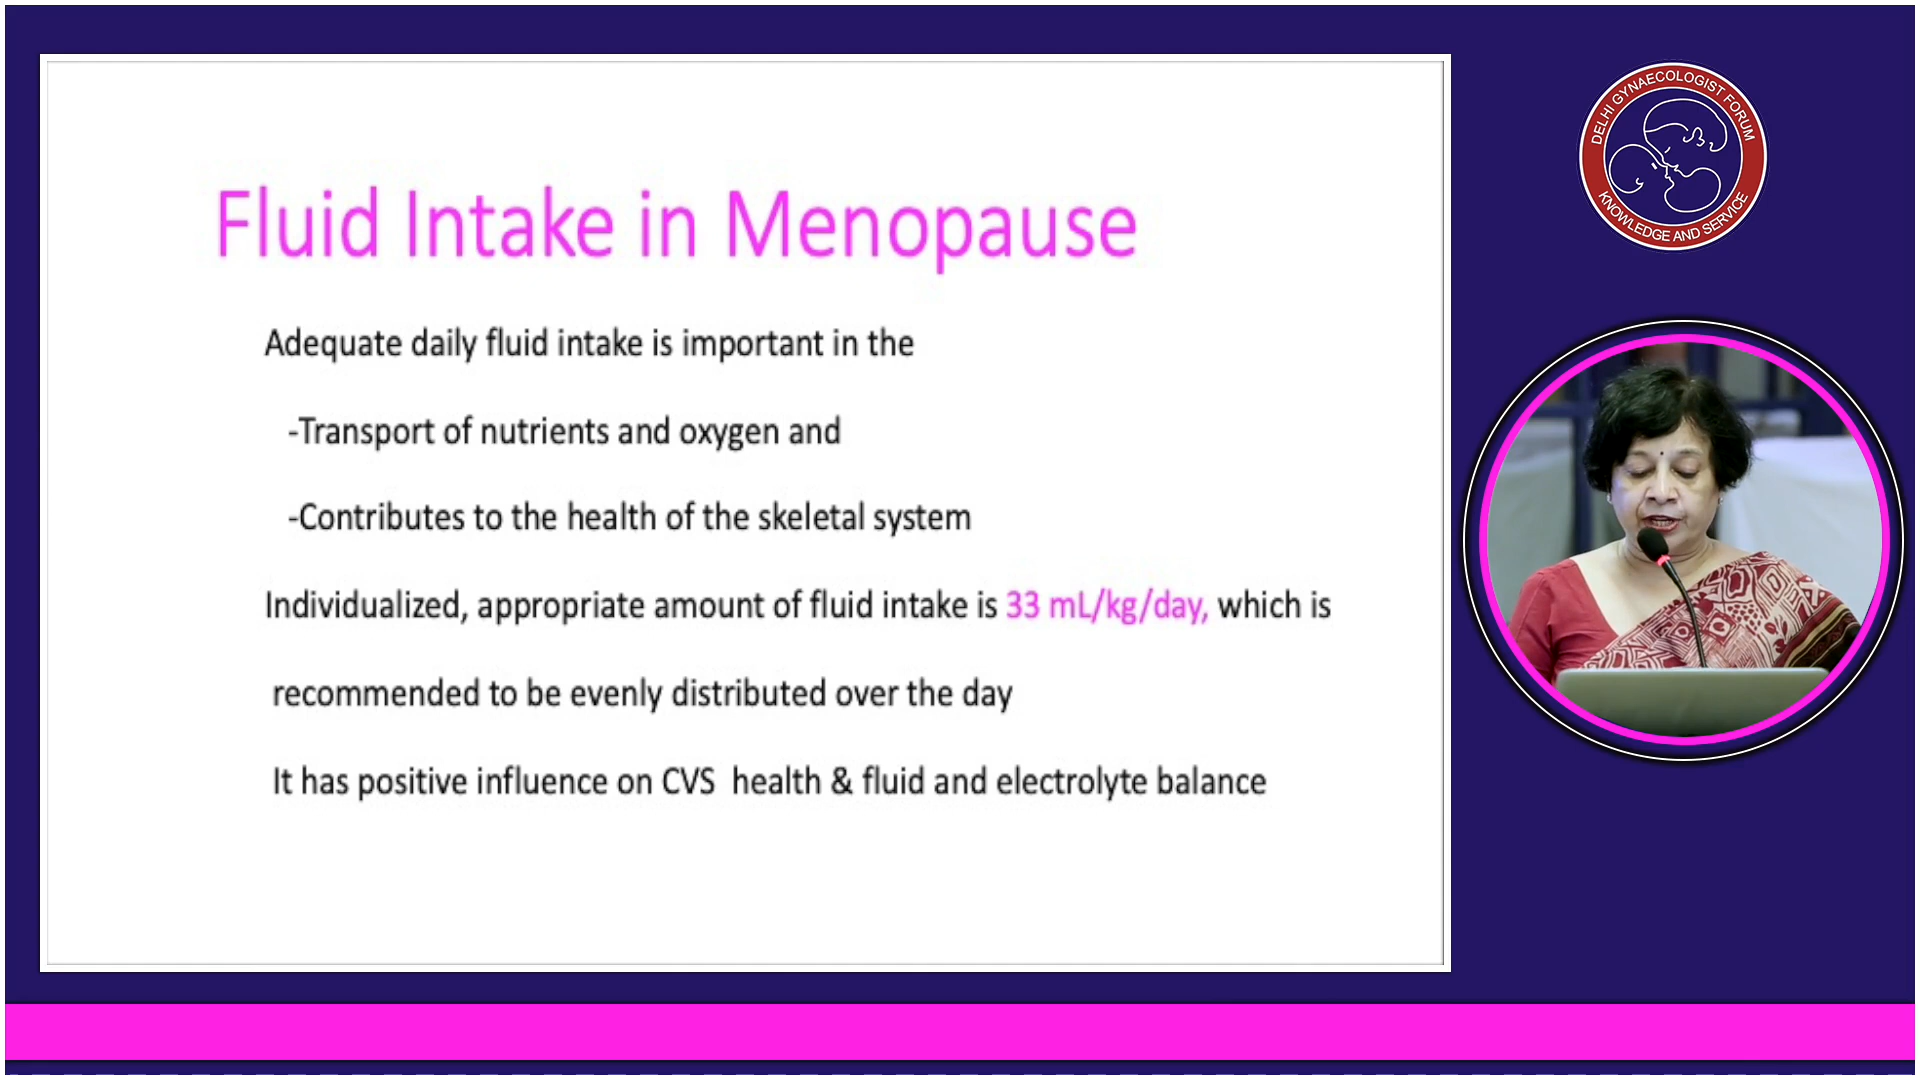 Fluid Intake in Menopause
Adequate daily fluid intake is important in the
-Transport of nutrients and oxygen and
-Contributes to the health of the skeletal system
Individualized, appropriate amount of fluid intake is 33 mL/kg/day, which is
recommended to be evenly distributed over the day
It has positive influence on CVS health & fluid and electrolyte balance
DELHI GYNAECOLOGIST FORUM
KNOWLEDGE AND SERVICE